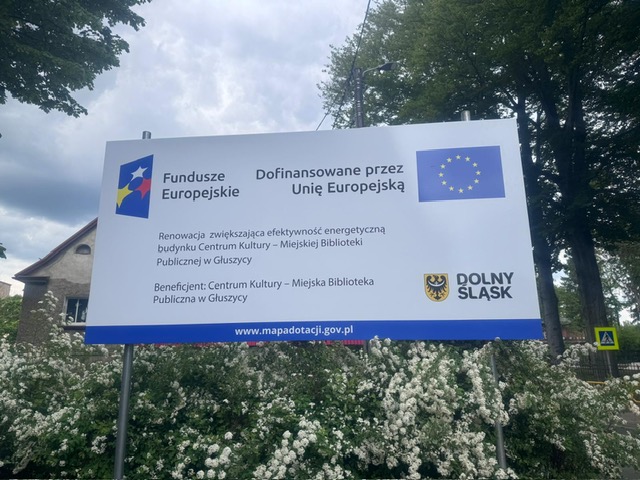 Fundusze
Europejskie
Dofinansowane przez
Unię Europejską
Renowacja zwiększająca efektywność energetyczną
budynku Centrum Kultury – Miejskiej Biblioteki
Publicznej w Głuszycy
Beneficjent: Centrum Kultury – Miejska Biblioteka
Publiczna w Głuszycy
DOLNY
ŚLĄSK
www.mapadotacji.gov.pl